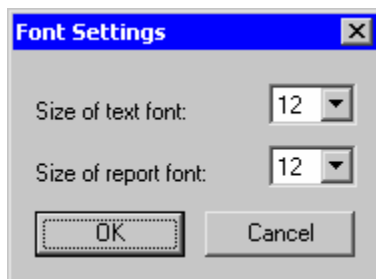 Font Settings
Size of text font: 12
Size of report font: 12
OK Cancel